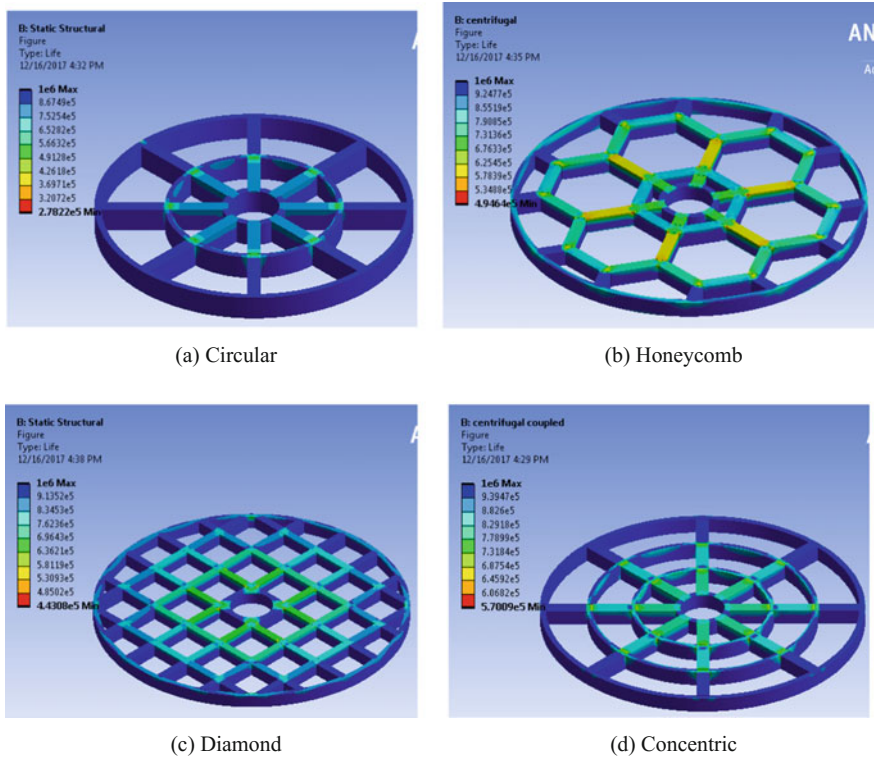 B: Static Structural
Figure
Type: Life
12/16/2017 4:32 PM
1e6 Max
8.6749e5
7.5254e5
6.5282e5
5.6632e5
4.9128e5
4.2618e5
3.6971e5
3.2072e5
2.7822e5 Min
(a) Circular
B: centrifugal
Figure
Type: Life
12/16/2017 4:35 PM
AN
1e6 Max
9.2477e5
8.5519e5
7.9085e5
7.3136e5
6.7633e5
6.2545e5
5.7839e5
5.3488e5
4.9464e5 Min
(b) Honeycomb
B: Static Structural
Figure
Type: Life
12/16/2017 4:38 PM
1e6 Max
9.1352e5
8.3453e5
7.6236e5
6.9643e5
6.3621e5
5.8119e5
5.3093e5
4.8502e5
4.4308e5 Min
(c) Diamond
B: centrifugal coupled
Figure
Type: Life
12/16/2017 4:29 PM
1e6 Max
9.3947e5
8.826e5
8.2918e5
7.7899e5
7.3184e5
6.8754e5
6.4592e5
6.0682e5
5.7009e5 Min
(d) Concentric